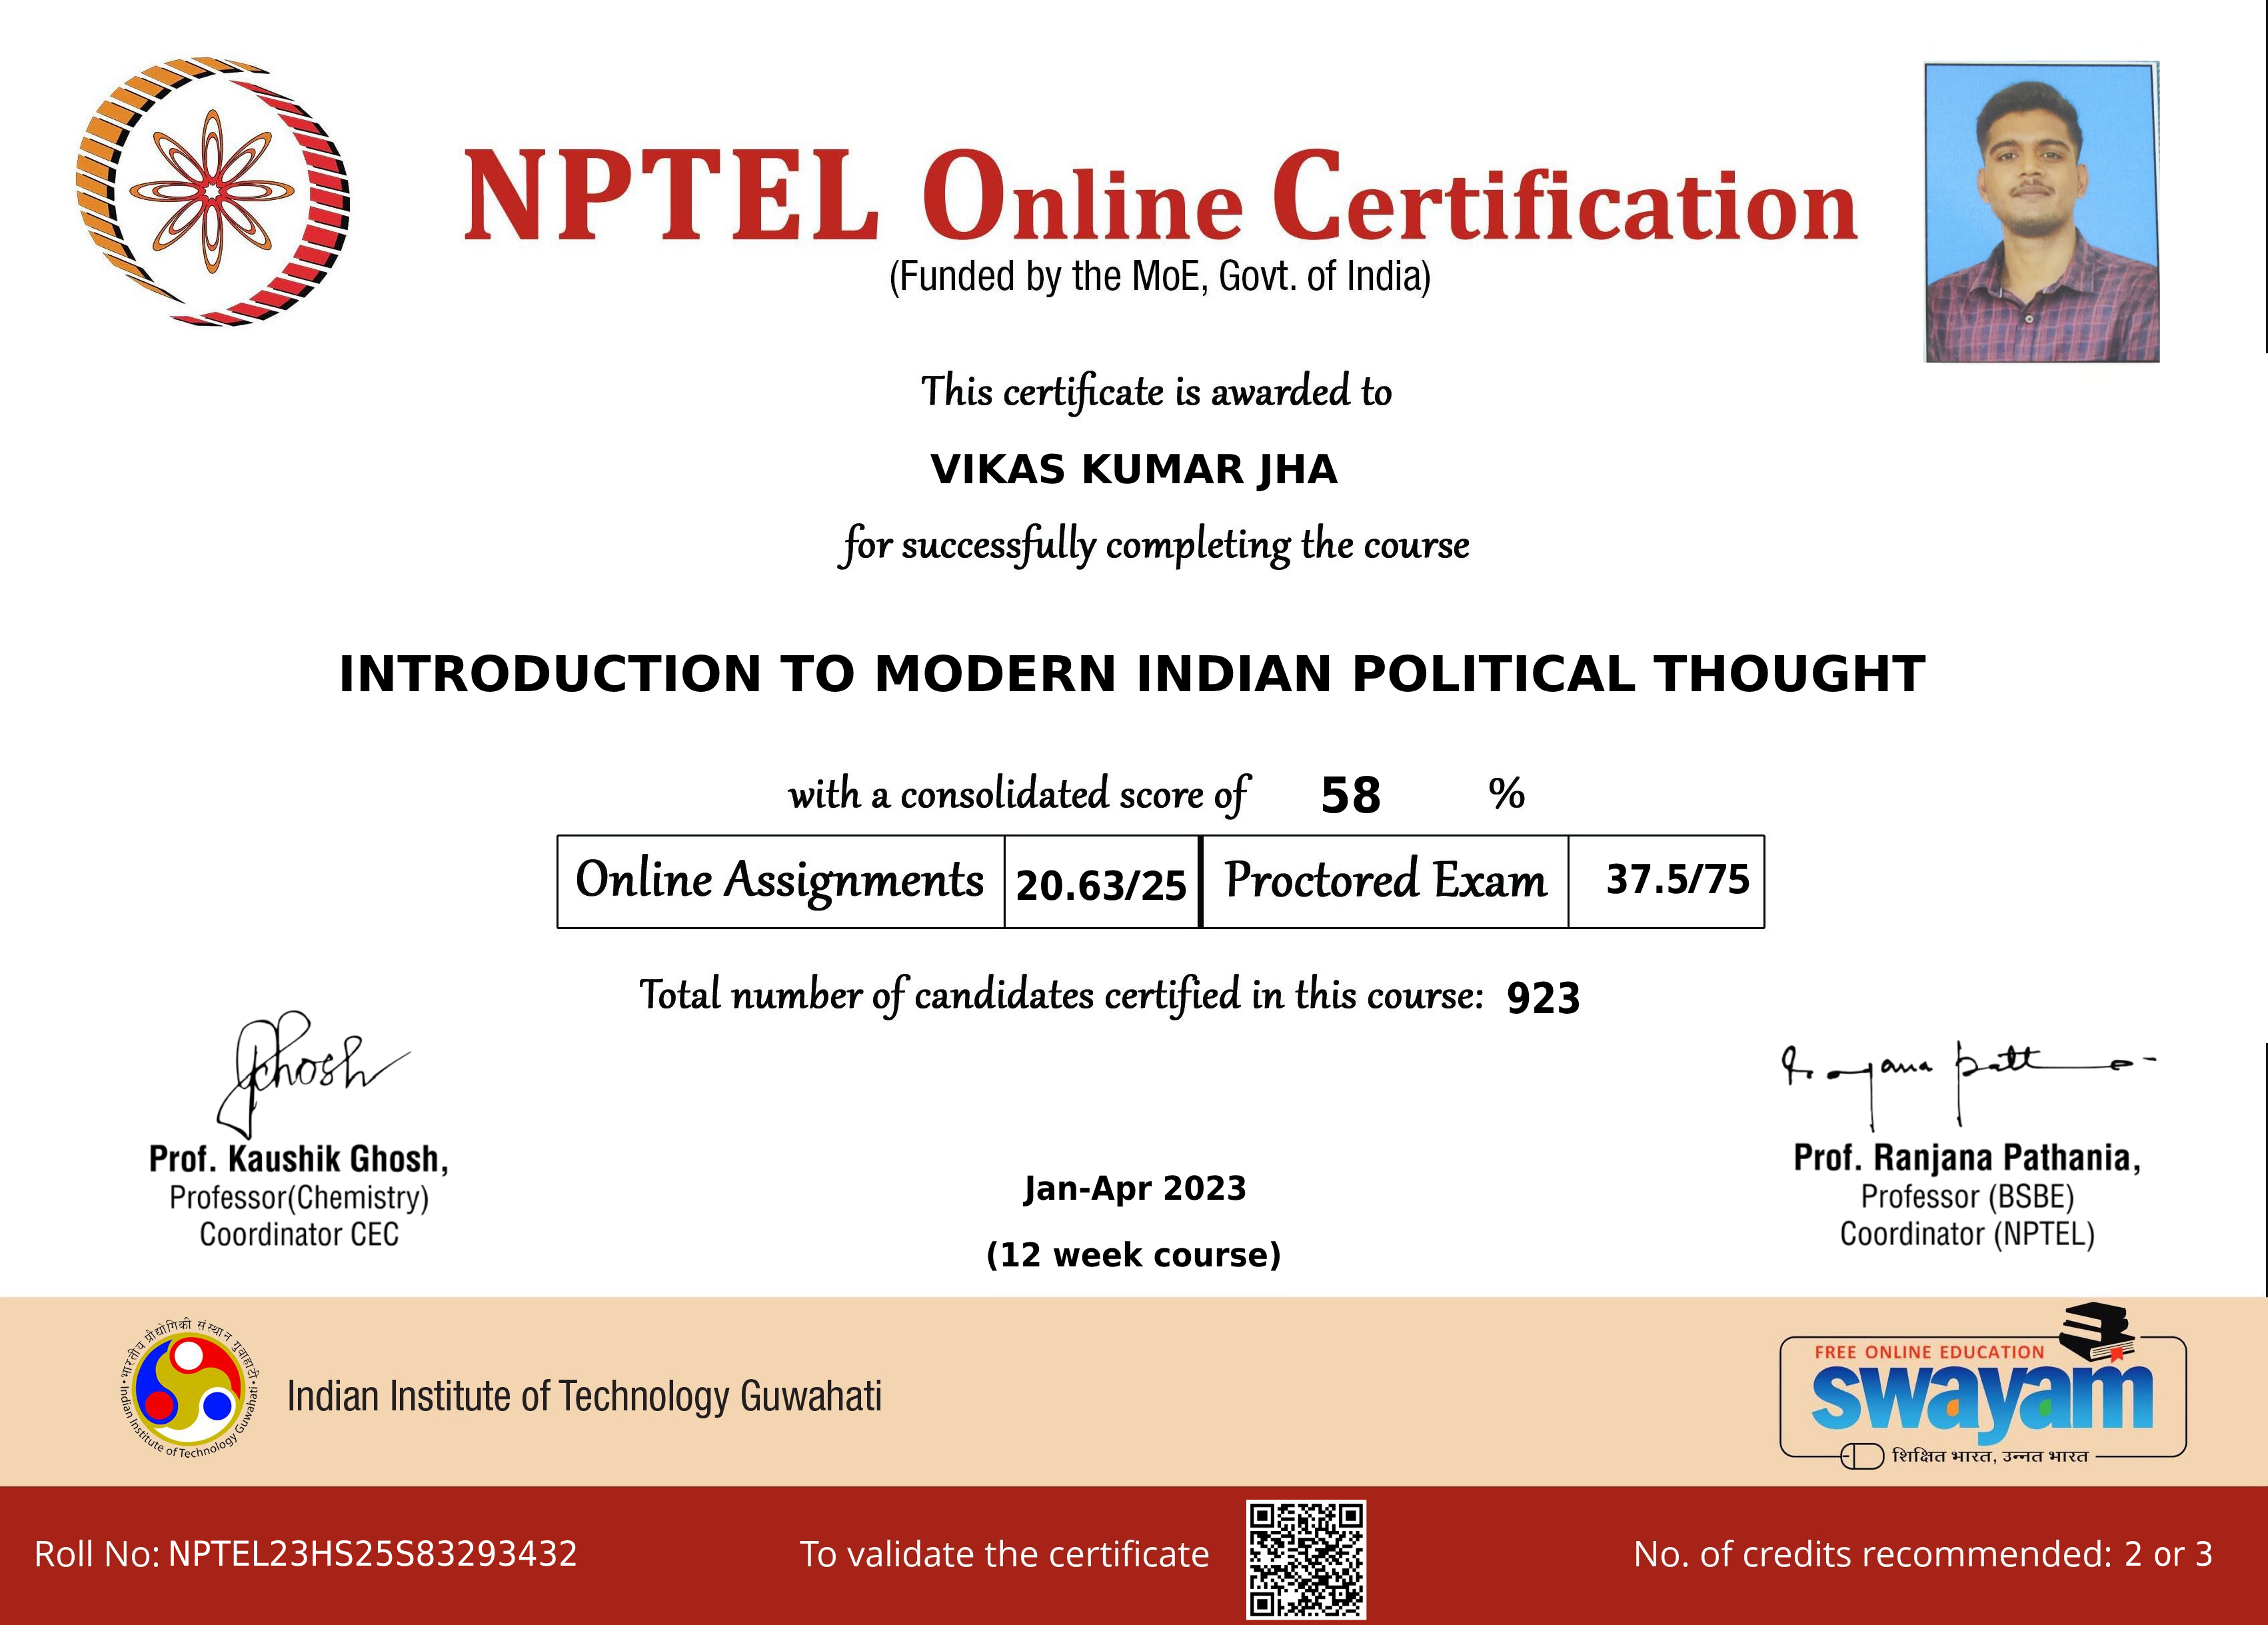 NPTEL Online Certification
(Funded by the MoE, Govt. of India)
This certificate is awarded to
VIKAS KUMAR JHA
for successfully completing the course
INTRODUCTION TO MODERN INDIAN POLITICAL THOUGHT
with a consolidated score of 58 %
Online Assignments 20.63/25 Proctored Exam 37.5/75
Total number of candidates certified in this course: 923
Prof. Kaushik Ghosh,
Professor(Chemistry)
Coordinator CEC
Jan-Apr 2023
(12 week course)
Prof. Ranjana Pathania,
Professor (BSBE)
Coordinator (NPTEL)
भारतीय प्रौद्योगिकी संस्थान गुवाहाटी
Indian Institute of Technology Guwahati
Indian Institute of Technology Guwahati
FREE ONLINE EDUCATION
swayam
शिक्षित भारत, उन्नत भारत
Roll No: NPTEL23HS25S83293432
To validate the certificate
No. of credits recommended: 2 or 3